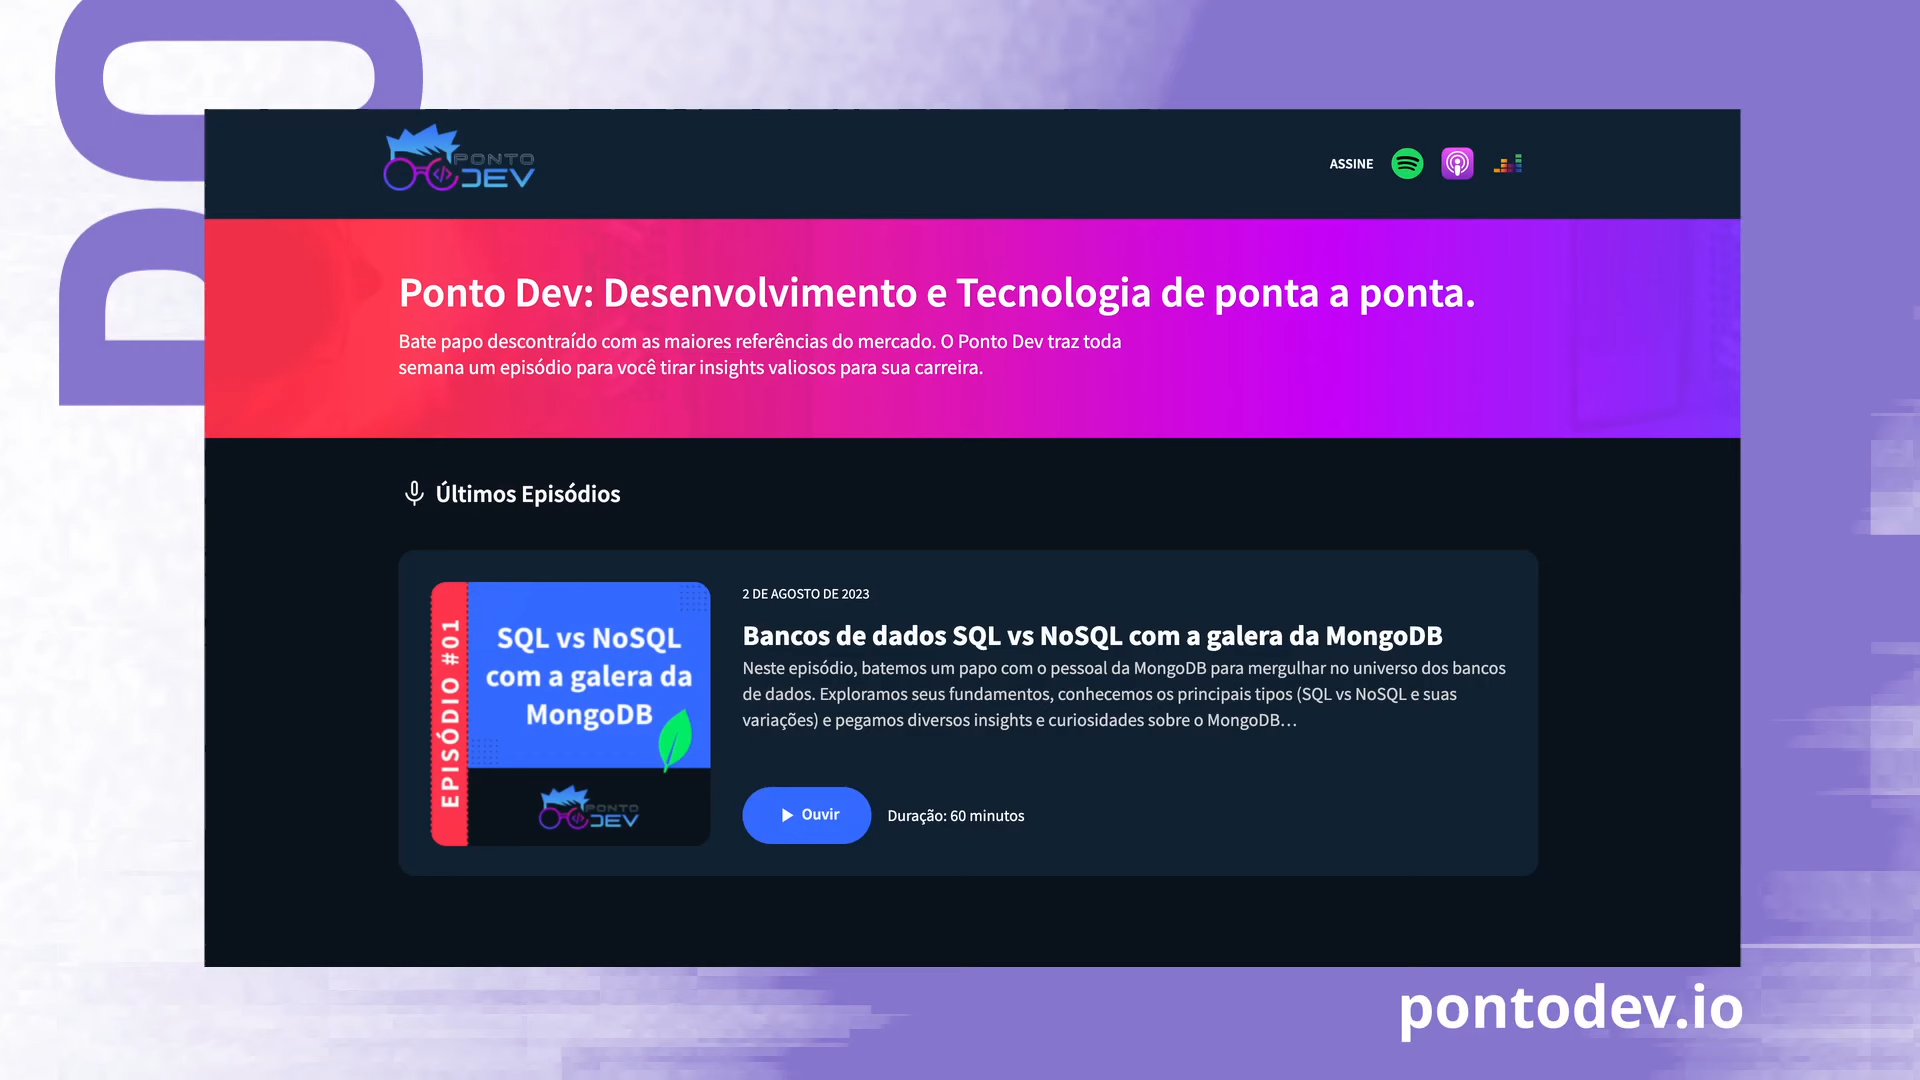 DO
PONTO
DEV
ASSINE
Ponto Dev: Desenvolvimento e Tecnologia de ponta a ponta.
Bate papo descontraído com as maiores referências do mercado. O Ponto Dev traz toda
semana um episódio para você tirar insights valiosos para sua carreira.
Últimos Episódios
EPISÓDIO #01
SQL vs NoSQL
com a galera da
MongoDB
PONTO
DEV
2 DE AGOSTO DE 2023
Bancos de dados SQL vs NoSQL com a galera da MongoDB
Neste episódio, batemos um papo com o pessoal da MongoDB para mergulhar no universo dos bancos
de dados. Exploramos seus fundamentos, conhecemos os principais tipos (SQL vs NoSQL e suas
variações) e pegamos diversos insights e curiosidades sobre o MongoDB…
Ouvir
Duração: 60 minutos
pontodev.io